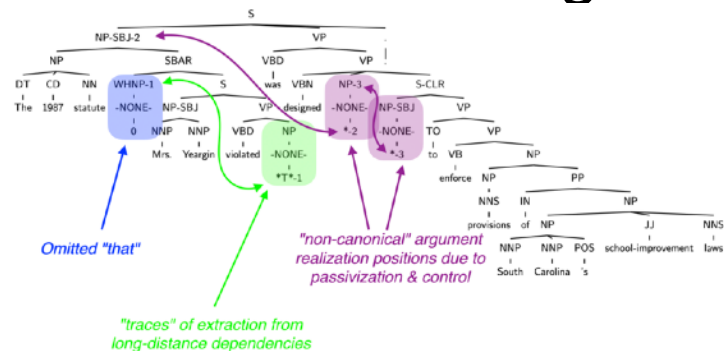 S
NP-SBJ-2 VP
NP SBAR VBD VP
DT CD NN WHNP-1 S was VBN NP-3 S-CLR
The 1987 statute -NONE- NP-SBJ VP designed -NONE- NP-SBJ VP
0 NNP NNP VBD NP *-2 -NONE- TO VP
Mrs. Yeargin violated -NONE- *-3 to VB NP
*T*-1 enforce NP PP
NNS IN NP
provisions of NP JJ NNS
NNP NNP POS school-improvement laws
South Carolina 's
Omitted "that"
"non-canonical" argument
realization positions due to
passivization & control
"traces" of extraction from
long-distance dependencies